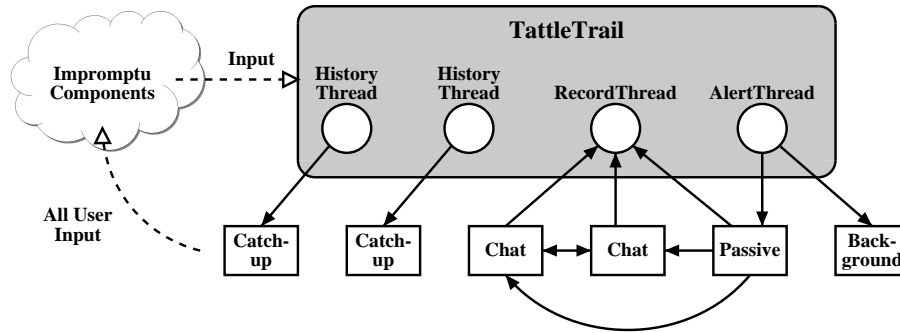 TattleTrail
Impromptu
Components
Input
History
Thread
History
Thread
RecordThread
AlertThread
All User
Input
Catch-
up
Catch-
up
Chat
Chat
Passive
Back-
ground